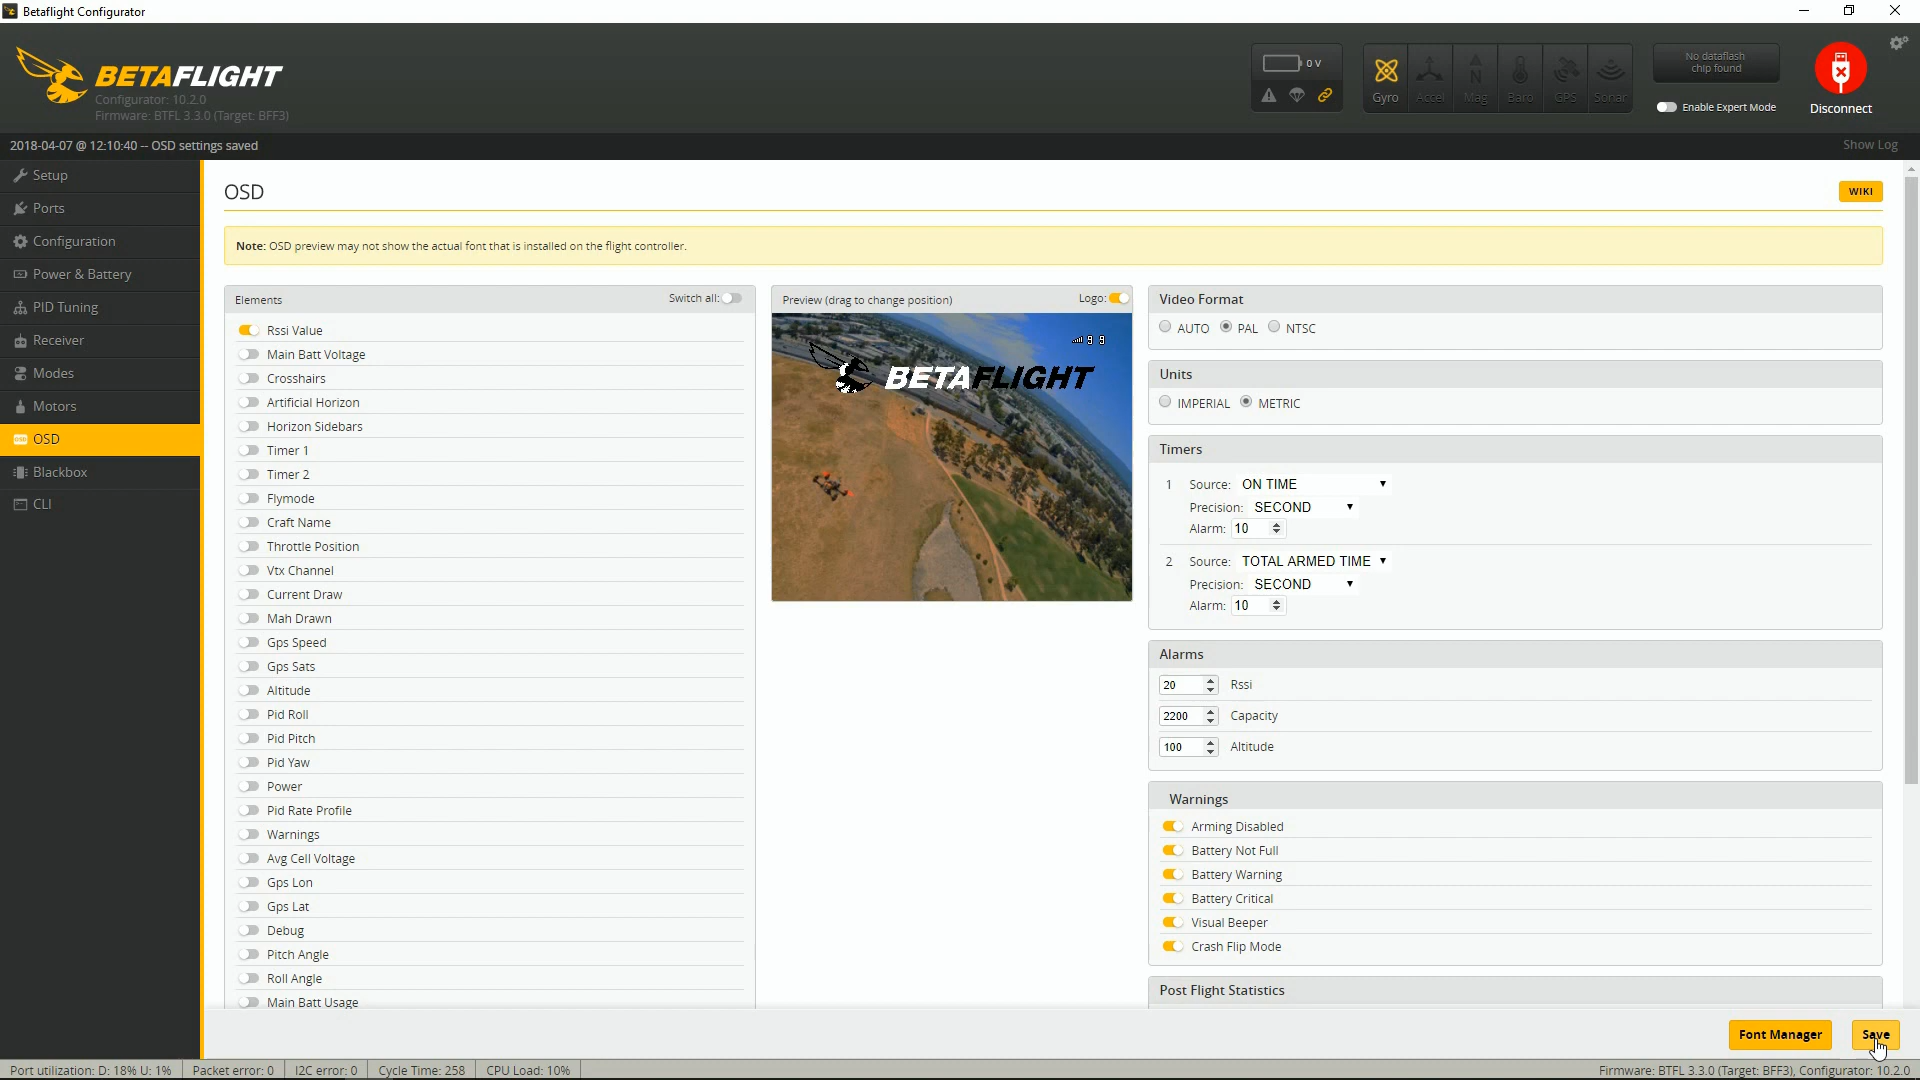 Betaflight Configurator
BETAFLIGHT
Configurator: 10.2.0
Firmware: BTFL 3.3.0 (Target: BFF3)
0 V
Gyro
Accel
Mag
Baro
GPS
Sonar
No dataflash
chip found
Enable Expert Mode
Disconnect
2018-04-07 @ 12:10:40 -- OSD settings saved
Show Log
Setup
Ports
Configuration
Power & Battery
PID Tuning
Receiver
Modes
Motors
OSD
Blackbox
CLI
OSD
WIKI
Note: OSD preview may not show the actual font that is installed on the flight controller.
Elements
Switch all:
Rssi Value
Main Batt Voltage
Crosshairs
Artificial Horizon
Horizon Sidebars
Timer 1
Timer 2
Flymode
Craft Name
Throttle Position
Vtx Channel
Current Draw
Mah Drawn
Gps Speed
Gps Sats
Altitude
Pid Roll
Pid Pitch
Pid Yaw
Power
Pid Rate Profile
Warnings
Avg Cell Voltage
Gps Lon
Gps Lat
Debug
Pitch Angle
Roll Angle
Main Batt Usage
Preview (drag to change position)
Logo:
99
BETAFLIGHT
Video Format
AUTO PAL NTSC
Units
IMPERIAL METRIC
Timers
1 Source: ON TIME
Precision: SECOND
Alarm: 10
2 Source: TOTAL ARMED TIME
Precision: SECOND
Alarm: 10
Alarms
20 Rssi
2200 Capacity
100 Altitude
Warnings
Arming Disabled
Battery Not Full
Battery Warning
Battery Critical
Visual Beeper
Crash Flip Mode
Post Flight Statistics
Font Manager
Save
Port utilization: D: 18% U: 1%
Packet error: 0
I2C error: 0
Cycle Time: 258
CPU Load: 10%
Firmware: BTFL 3.3.0 (Target: BFF3), Configurator: 10.2.0